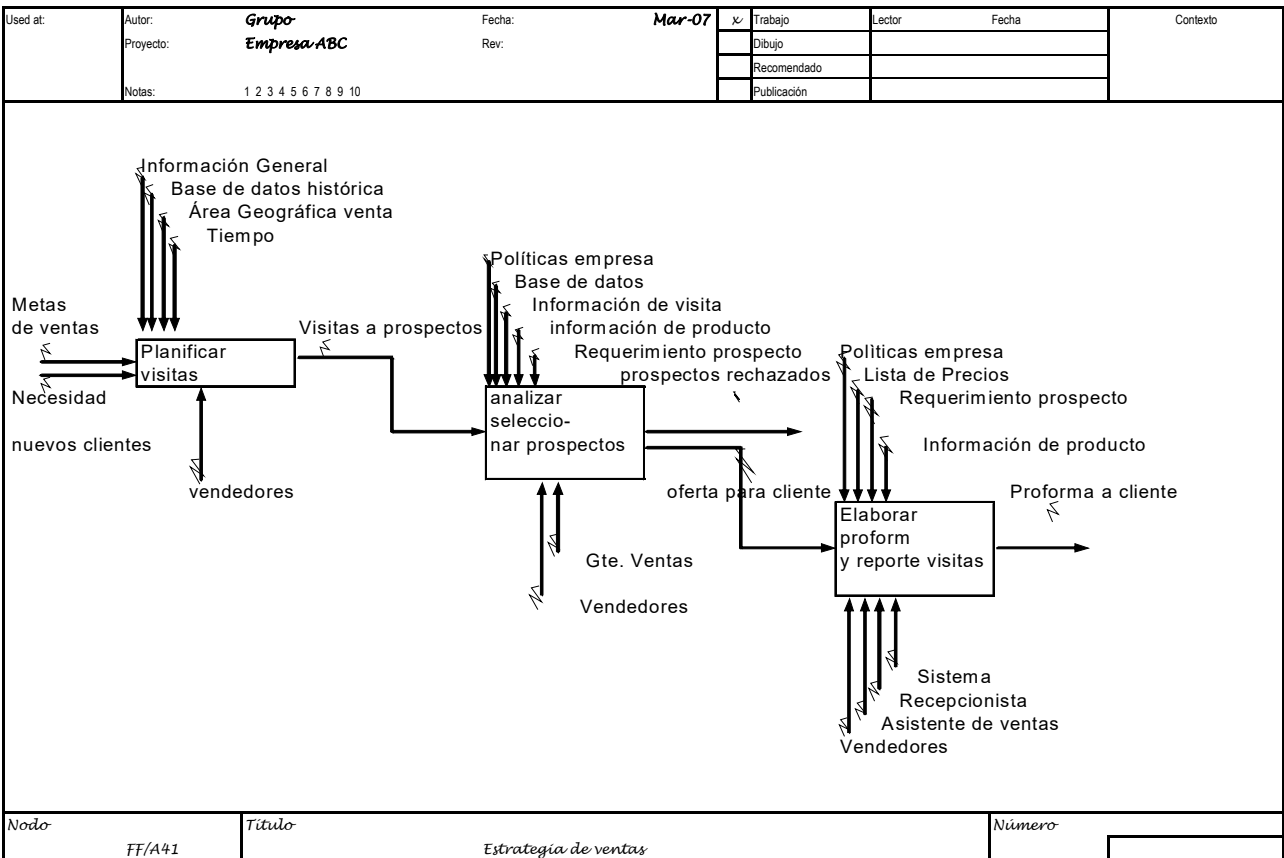 Used at:
Autor: Grupo
Fecha: Mar-07
x Trabajo
Lector Fecha
Contexto
Proyecto: Empresa ABC
Rev:
Dibujo
Recomendado
Notas: 1 2 3 4 5 6 7 8 9 10
Publicación
Información General
Base de datos histórica
Área Geográfica venta
Tiempo
Metas
de ventas
Necesidad
nuevos clientes
Planificar
visitas
vendedores
Visitas a prospectos
Políticas empresa
Base de datos
Información de visita
información de producto
Requerimiento prospecto
prospectos rechazados
analizar
seleccio-
nar prospectos
oferta para cliente
Gte. Ventas
Vendedores
Polìticas empresa
Lista de Precios
Requerimiento prospecto
Información de producto
Proforma a cliente
Elaborar
proform
y reporte visitas
Sistema
Recepcionista
Asistente de ventas
Vendedores
Nodo
FF/A41
Título
Estrategia de ventas
Número